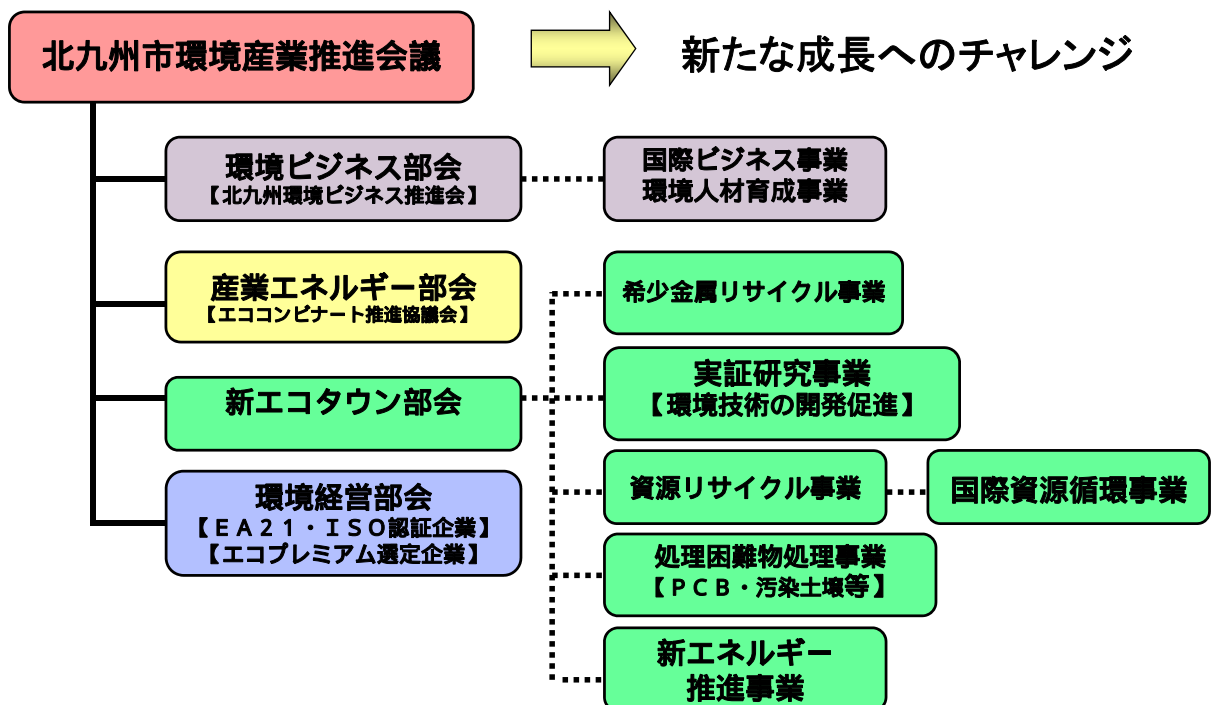 北九州市環境産業推進会議
新たな成長へのチャレンジ
環境ビジネス部会
【北九州環境ビジネス推進会】
国際ビジネス事業
環境人材育成事業
産業エネルギー部会
【エココンビナート推進協議会】
希少金属リサイクル事業
新エコタウン部会
実証研究事業
【環境技術の開発促進】
環境経営部会
【ＥＡ２１・ＩＳＯ認証企業】
【エコプレミアム選定企業】
資源リサイクル事業
国際資源循環事業
処理困難物処理事業
【ＰＣＢ・汚染土壌等】
新エネルギー
推進事業